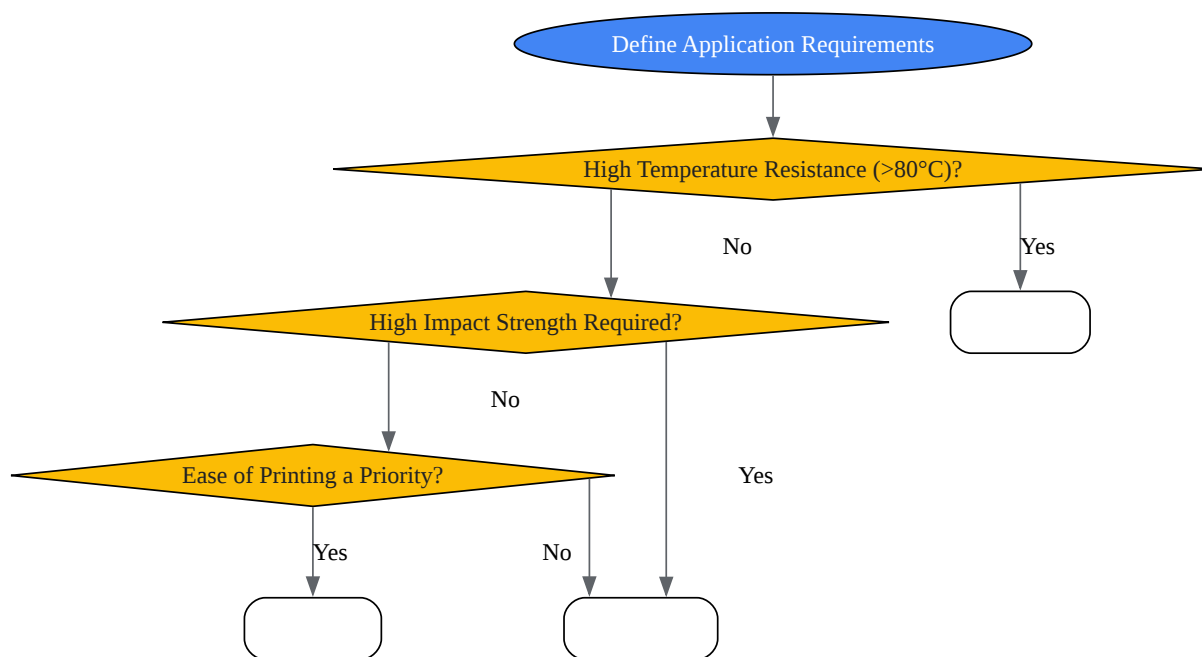 Define Application Requirements
High Temperature Resistance (>80°C)?
No
Yes
High Impact Strength Required?
No
Ease of Printing a Priority?
Yes
Yes
No